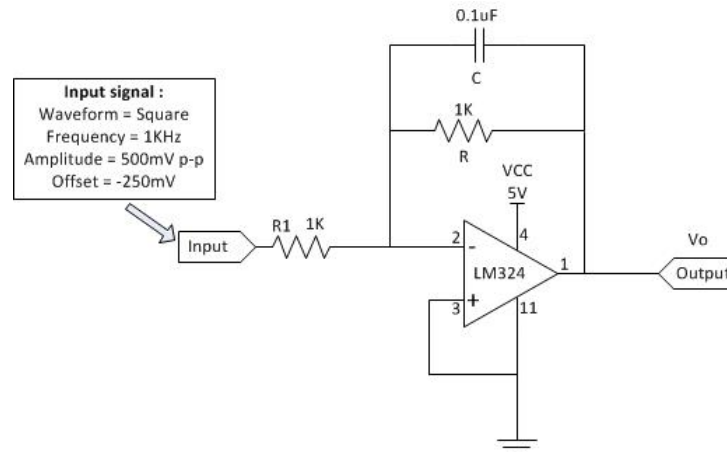 0.1uF
C
Input signal :
Waveform = Square
Frequency = 1KHz
Amplitude = 500mV p-p
Offset = -250mV
1K
R
VCC
5V
R1 1K
Input
2
-
4
LM324
1
Vo
Output
+
3
11